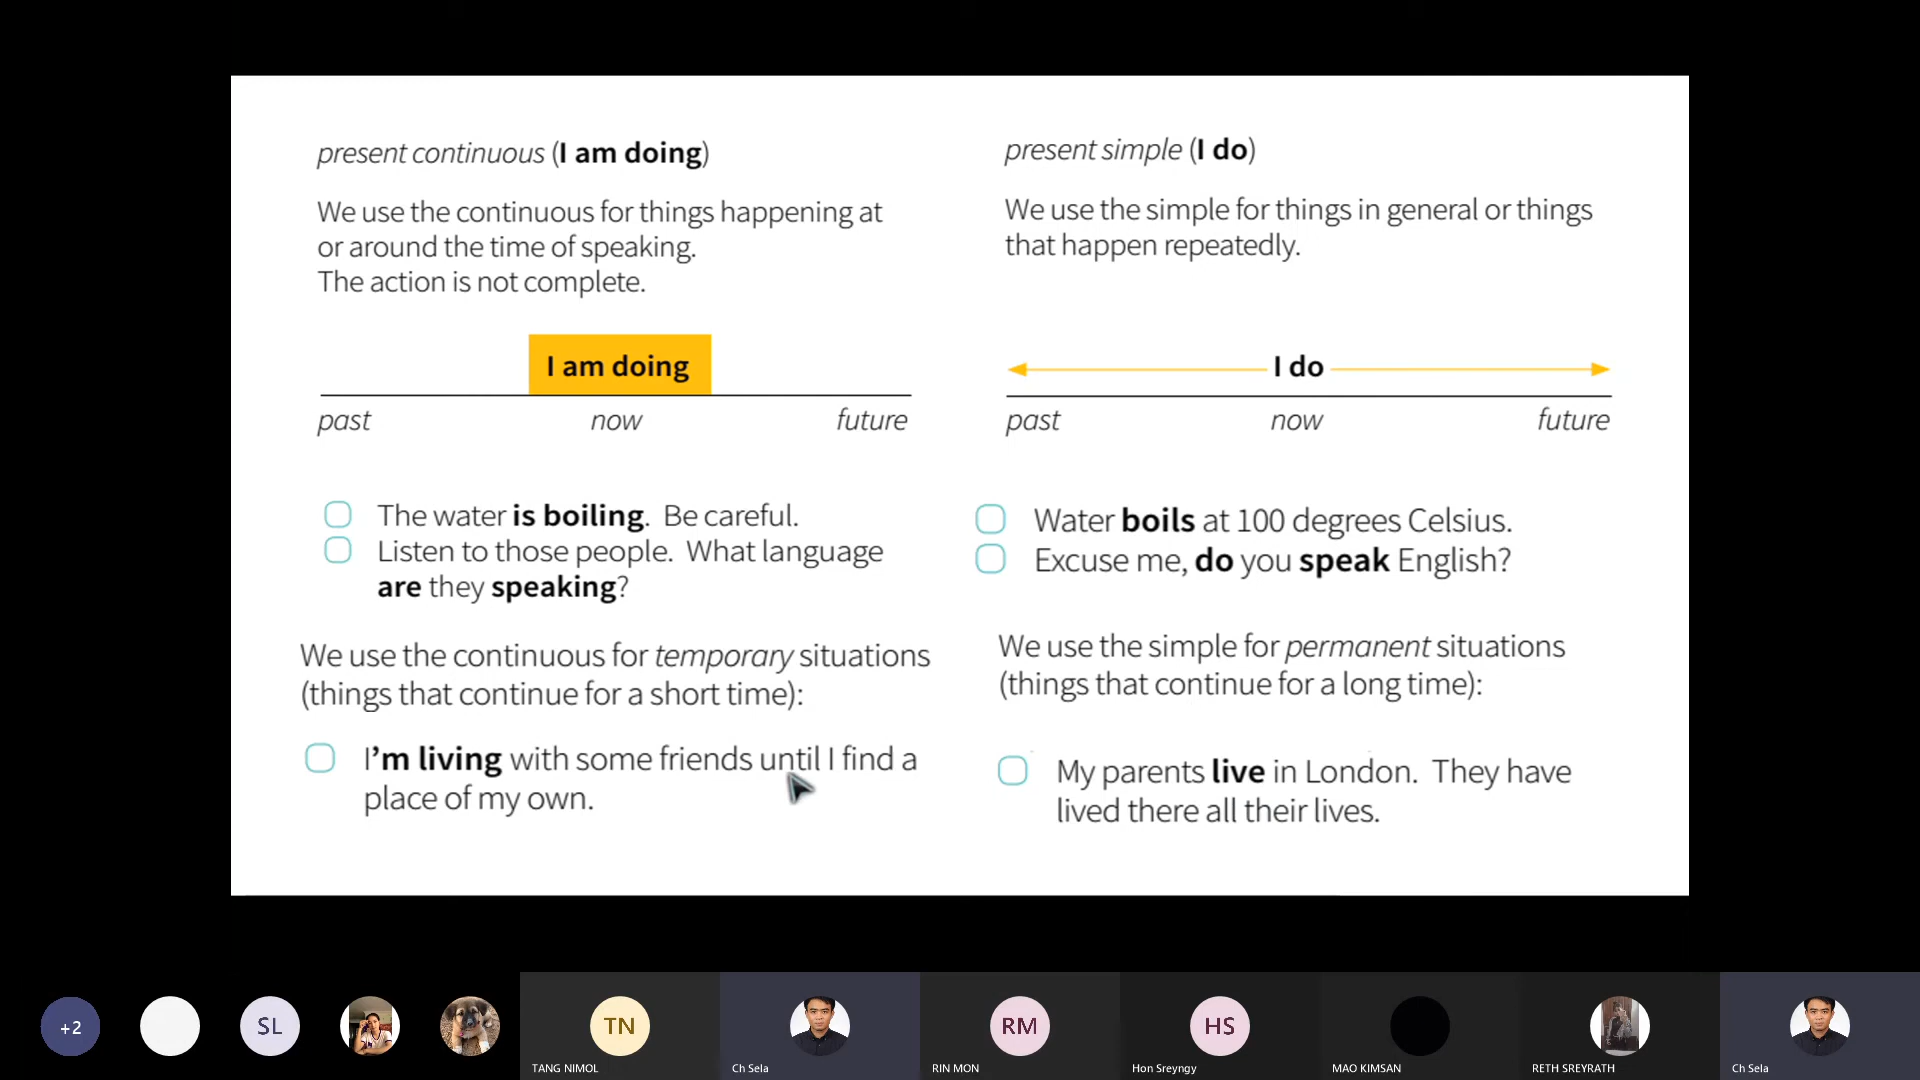 present continuous (I am doing)
We use the continuous for things happening at
or around the time of speaking.
The action is not complete.
I am doing
past now future
The water is boiling. Be careful.
Listen to those people. What language
are they speaking?
We use the continuous for temporary situations
(things that continue for a short time):
I'm living with some friends until I find a
place of my own.
present simple (I do)
We use the simple for things in general or things
that happen repeatedly.
I do
past now future
Water boils at 100 degrees Celsius.
Excuse me, do you speak English?
We use the simple for permanent situations
(things that continue for a long time):
My parents live in London. They have
lived there all their lives.
+2
SL
TN
RM
HS
TANG NIMOL
Ch Sela
RIN MON
Hon Sreyngy
MAO KIMSAN
RETH SREYRATH
Ch Sela